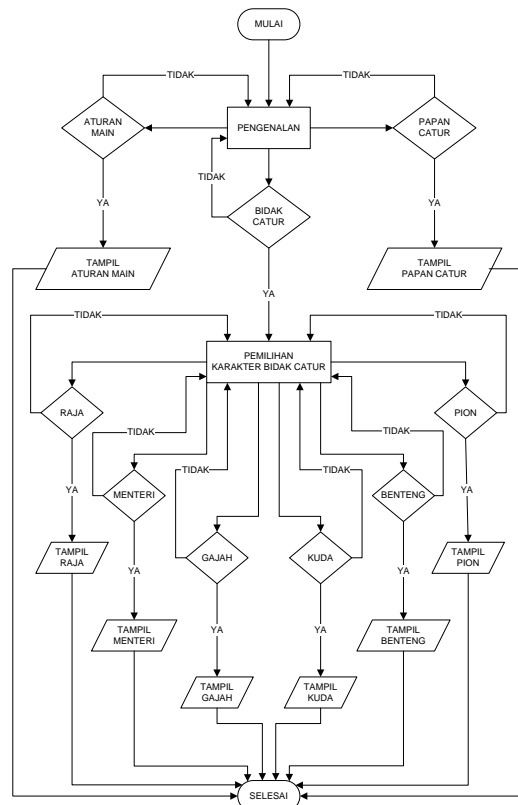 MULAI
TIDAK
TIDAK
ATURAN
MAIN
PENGENALAN
PAPAN
CATUR
TIDAK
BIDAK
CATUR
YA
YA
TAMPIL
ATURAN MAIN
TAMPIL
PAPAN CATUR
YA
TIDAK
TIDAK
PEMILIHAN
KARAKTER BIDAK CATUR
RAJA
PION
TIDAK
TIDAK
MENTERI
TIDAK
TIDAK
BENTENG
YA
YA
GAJAH
KUDA
TAMPIL
RAJA
TAMPIL
PION
YA
YA
TAMPIL
MENTERI
YA
YA
TAMPIL
BENTENG
TAMPIL
GAJAH
TAMPIL
KUDA
SELESAI